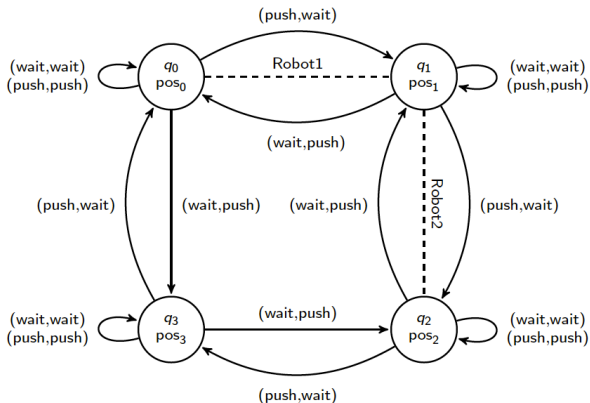 (push,wait)
(wait,wait)
(push,push)
q₀
pos₀
Robot1
q₁
pos₁
(wait,wait)
(push,push)
(wait,push)
(push,wait)
(wait,push)
(wait,push)
Robot2
(push,wait)
(wait,wait)
(push,push)
q₃
pos₃
(wait,push)
q₂
pos₂
(wait,wait)
(push,push)
(push,wait)